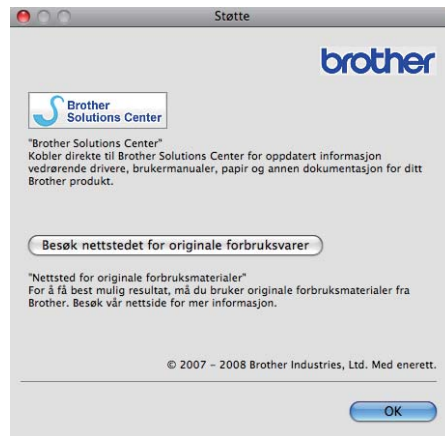 Støtte
brother
Brother
Solutions Center
"Brother Solutions Center"
Kobler direkte til Brother Solutions Center for oppdatert informasjon
vedrørende drivere, brukermanualer, papir og annen dokumentasjon for ditt
Brother produkt.
Besøk nettstedet for originale forbruksvarer
"Nettsted for originale forbruksmaterialer"
For å få best mulig resultat, må du bruker originale forbruksmaterialer fra
Brother. Besøk vår nettside for mer informasjon.
© 2007 – 2008 Brother Industries, Ltd. Med enerett.
OK